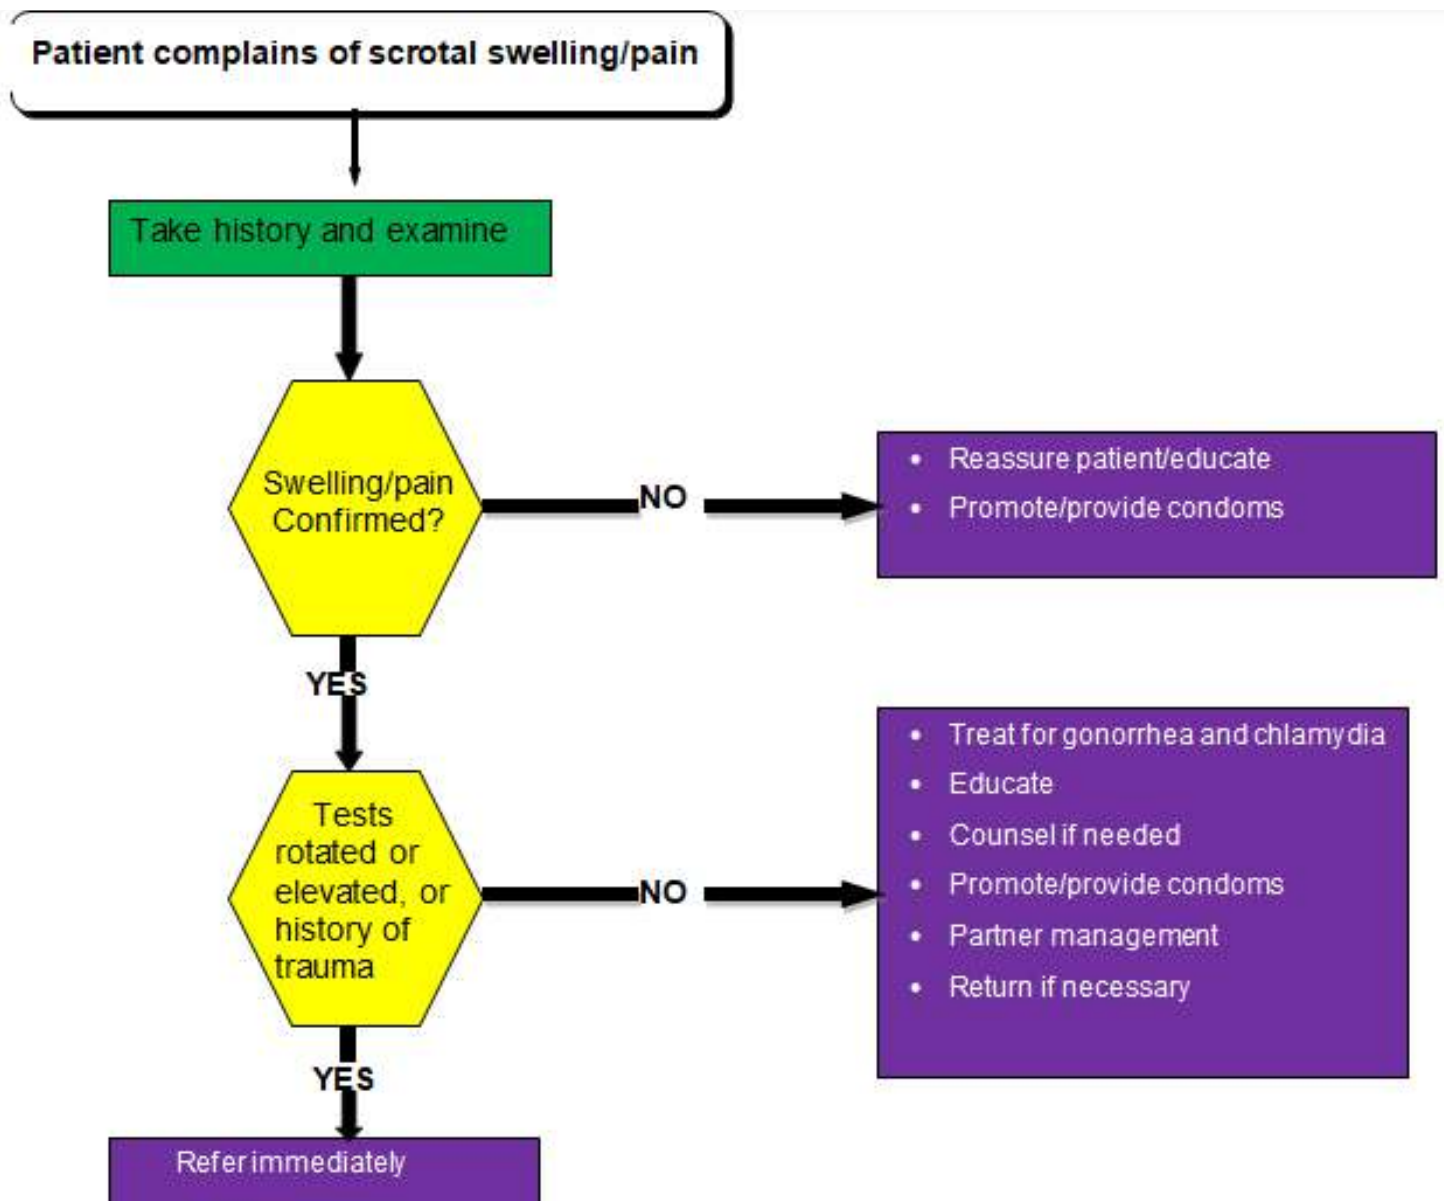 Patient complains of scrotal swelling/pain
Take history and examine
Swelling/pain
Confirmed?
NO
• Reassure patient/educate
• Promote/provide condoms
YES
Tests
rotated or
elevated, or
history of
trauma
NO
• Treat for gonorrhea and chlamydia
• Educate
• Counsel if needed
• Promote/provide condoms
• Partner management
• Return if necessary
YES
Refer immediately